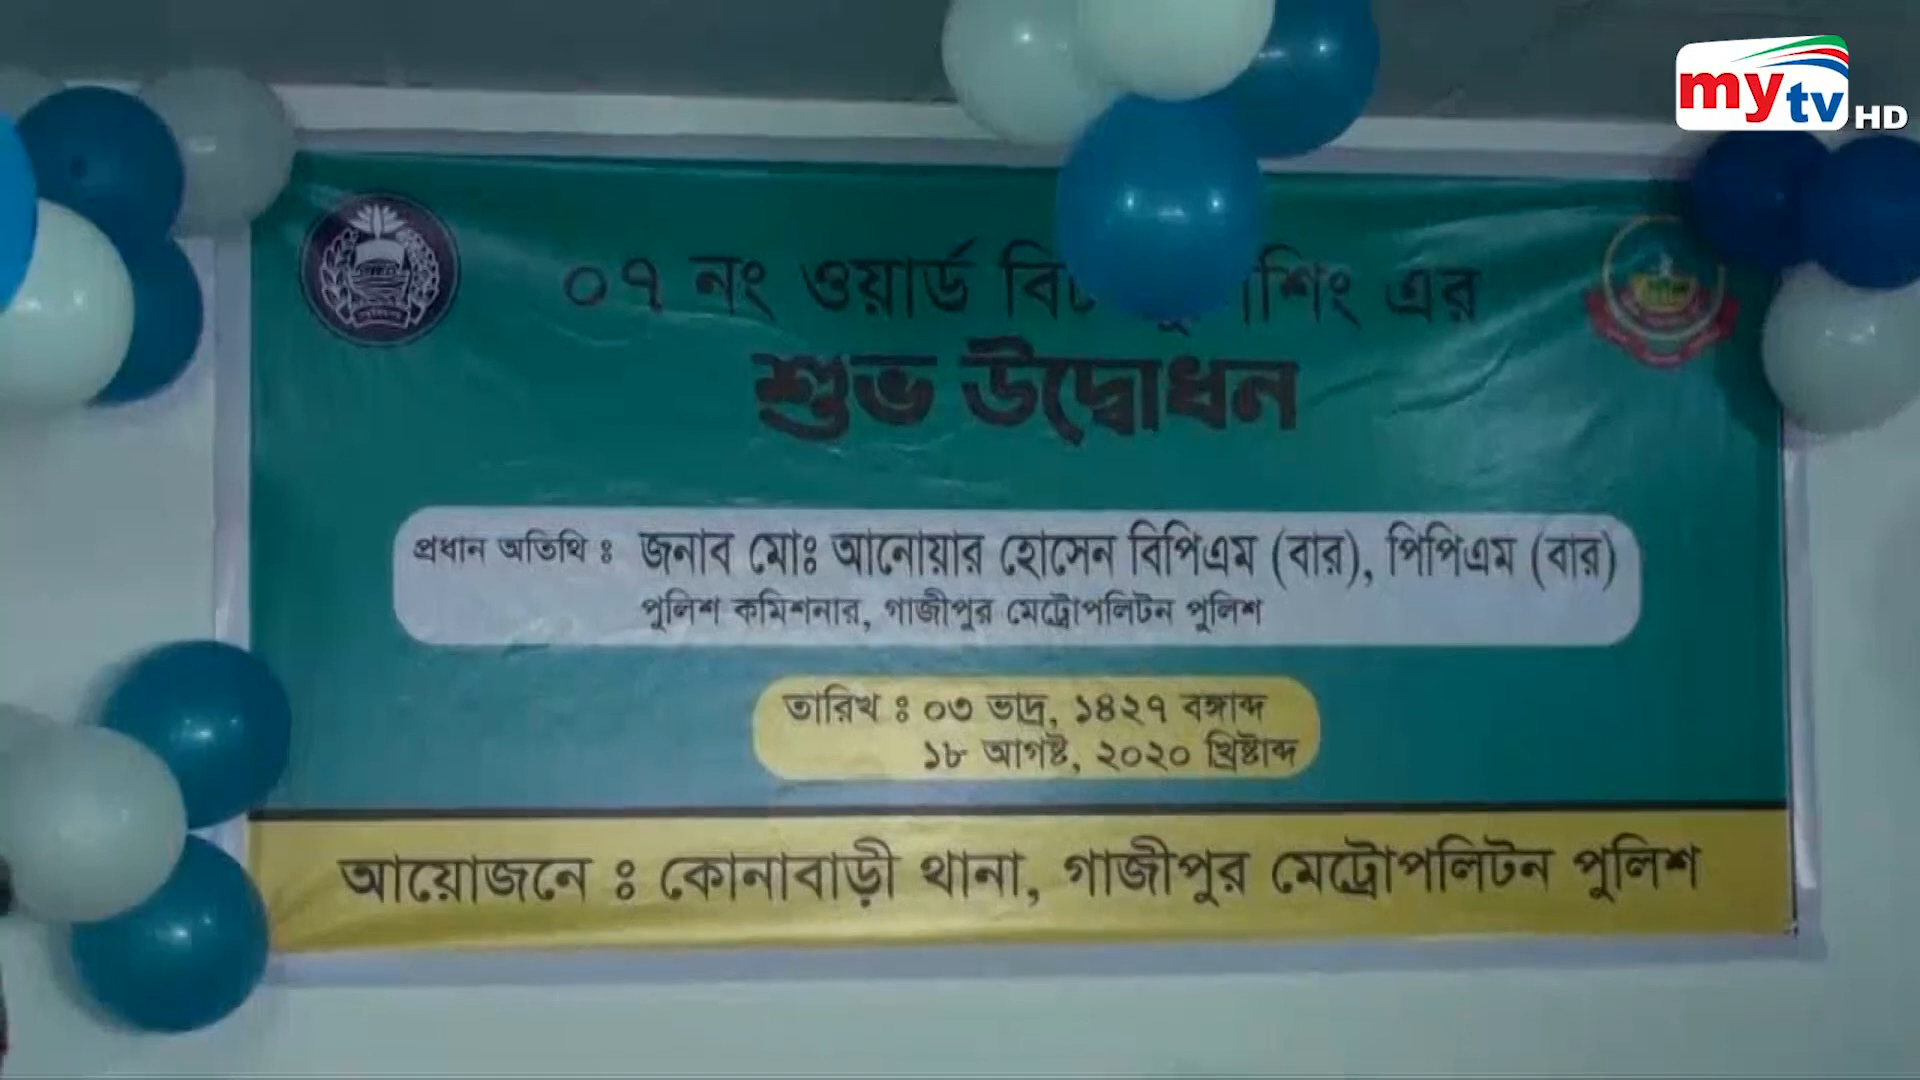 mytv HD
০৭ নং ওয়ার্ড এর
শুভ উদ্বোধন
প্রধান অতিথি ঃ জনাব মোঃ আনোয়ার হোসেন বিপিএম (বার), পিপিএম (বার)
পুলিশ কমিশনার, গাজীপুর মেট্রোপলিটন পুলিশ
তারিখ ঃ ০৩ ভাদ্র, ১৪২৭ বঙ্গাব্দ
১৮ আগষ্ট, ২০২০ খ্রিষ্টাব্দ
আয়োজনে ঃ কোনাবাড়ী থানা, গাজীপুর মেট্রোপলিটন পুলিশ